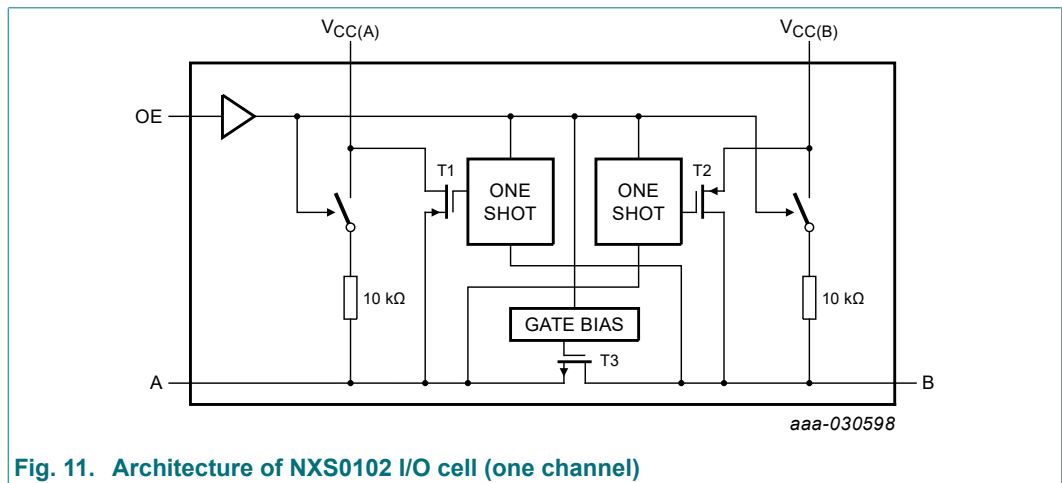 VCC(A) VCC(B)
OE
T1 T2
ONE SHOT
ONE SHOT
10 kΩ 10 kΩ
GATE BIAS
T3
A B
aaa-030598
Fig. 11. Architecture of NXS0102 I/O cell (one channel)